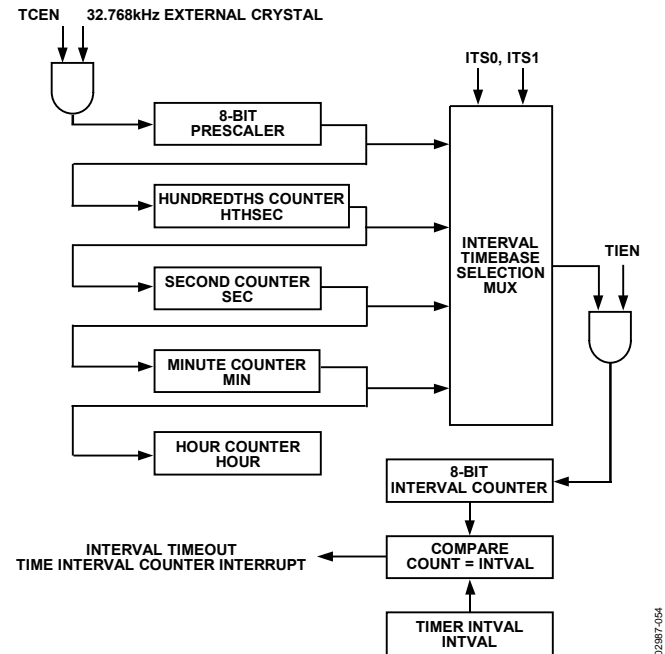 TCEN 32.768kHz EXTERNAL CRYSTAL
ITS0, ITS1
8-BIT
PRESCALER
HUNDREDTHS COUNTER
HTHSEC
INTERVAL
TIMEBASE
SELECTION
MUX
TIEN
SECOND COUNTER
SEC
MINUTE COUNTER
MIN
HOUR COUNTER
HOUR
8-BIT
INTERVAL COUNTER
INTERVAL TIMEOUT
TIME INTERVAL COUNTER INTERRUPT
COMPARE
COUNT = INTVAL
TIMER INTVAL
INTVAL
02987-054